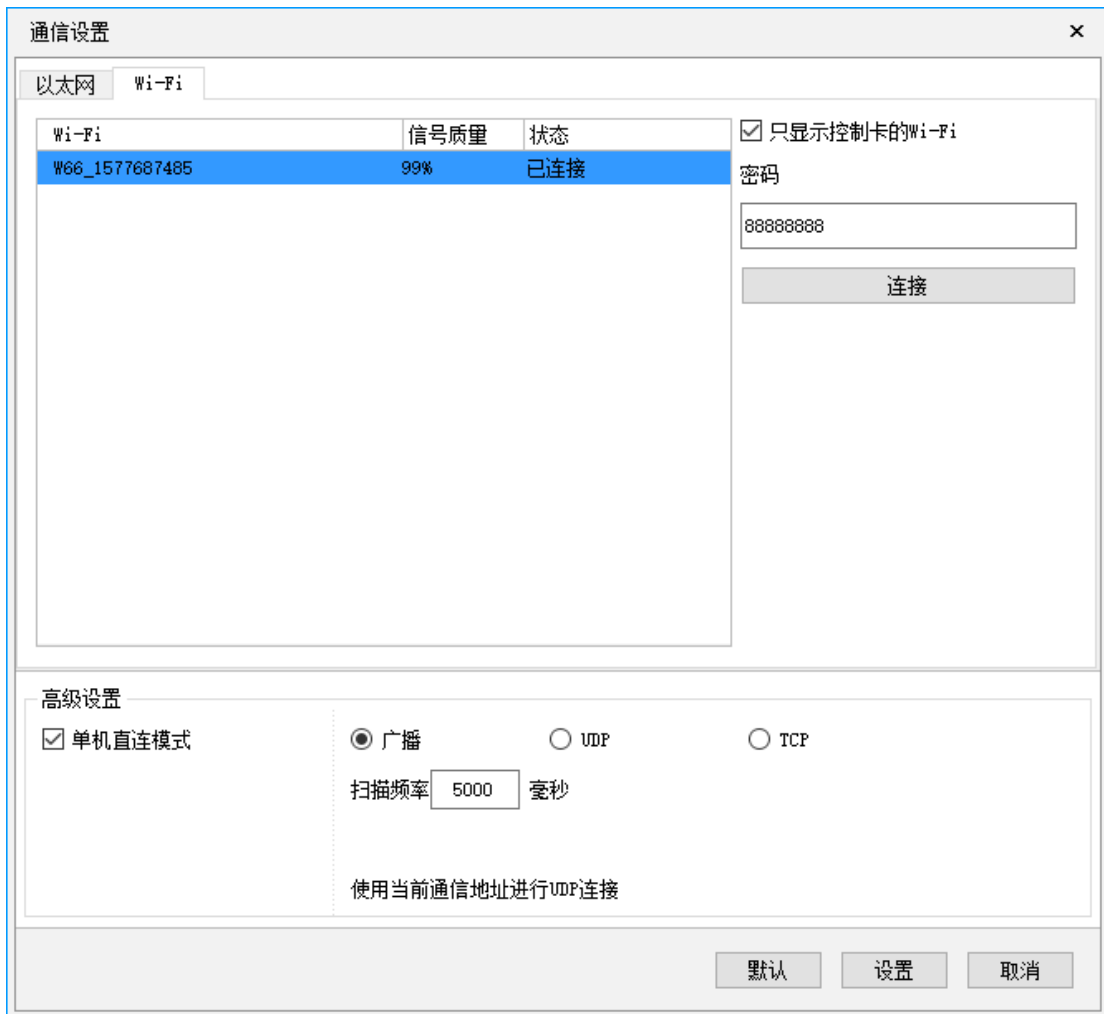 通信设置
以太网 Wi-Fi
Wi-Fi 信号质量 状态
W66_1577687485 99% 已连接
只显示控制卡的Wi-Fi
密码
88888888
连接
高级设置
单机直连模式 广播 UDP TCP
扫描频率 5000 毫秒
使用当前通信地址进行UDP连接
默认 设置 取消